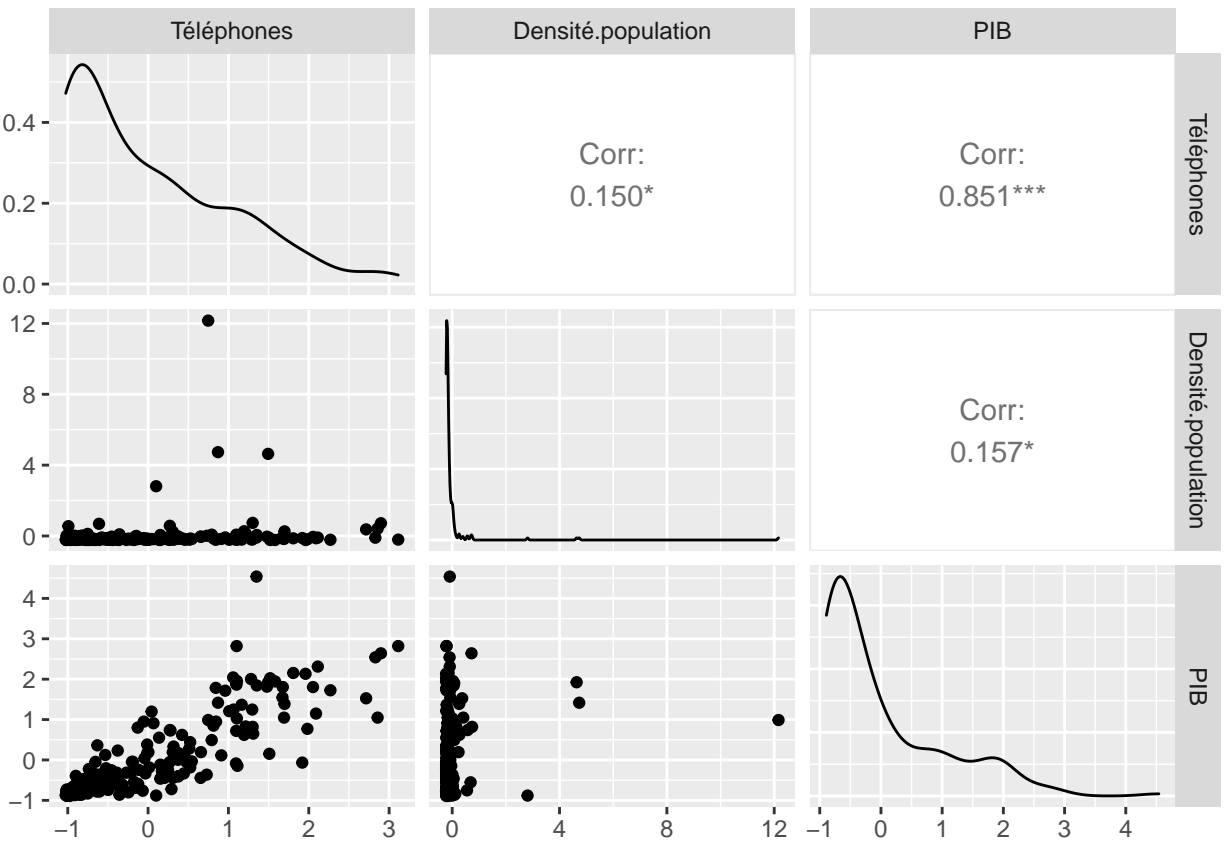 Téléphones
Densité.population
PIB
0.4
0.2
0.0
Corr:
0.150*
Corr:
0.851***
Téléphones
12
8
4
0
Corr:
0.157*
Densité.population
4
3
2
1
0
−1
PIB
−1 0 1 2 3
0 4 8 12
−1 0 1 2 3 4